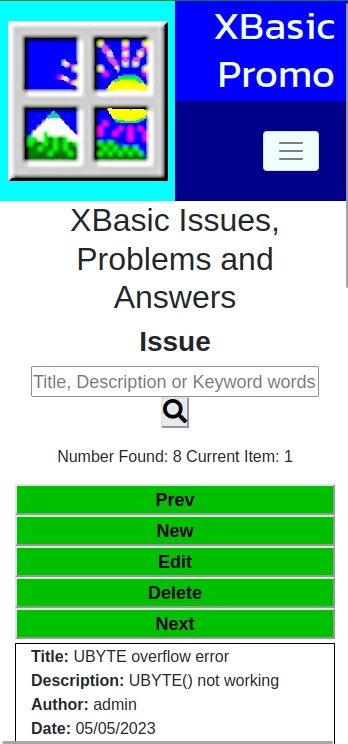 XBasic
Promo
XBasic Issues,
Problems and
Answers
Issue
Title, Description or Keyword words
Number Found: 8 Current Item: 1
Prev
New
Edit
Delete
Next
Title: UBYTE overflow error
Description: UBYTE() not working
Author: admin
Date: 05/05/2023